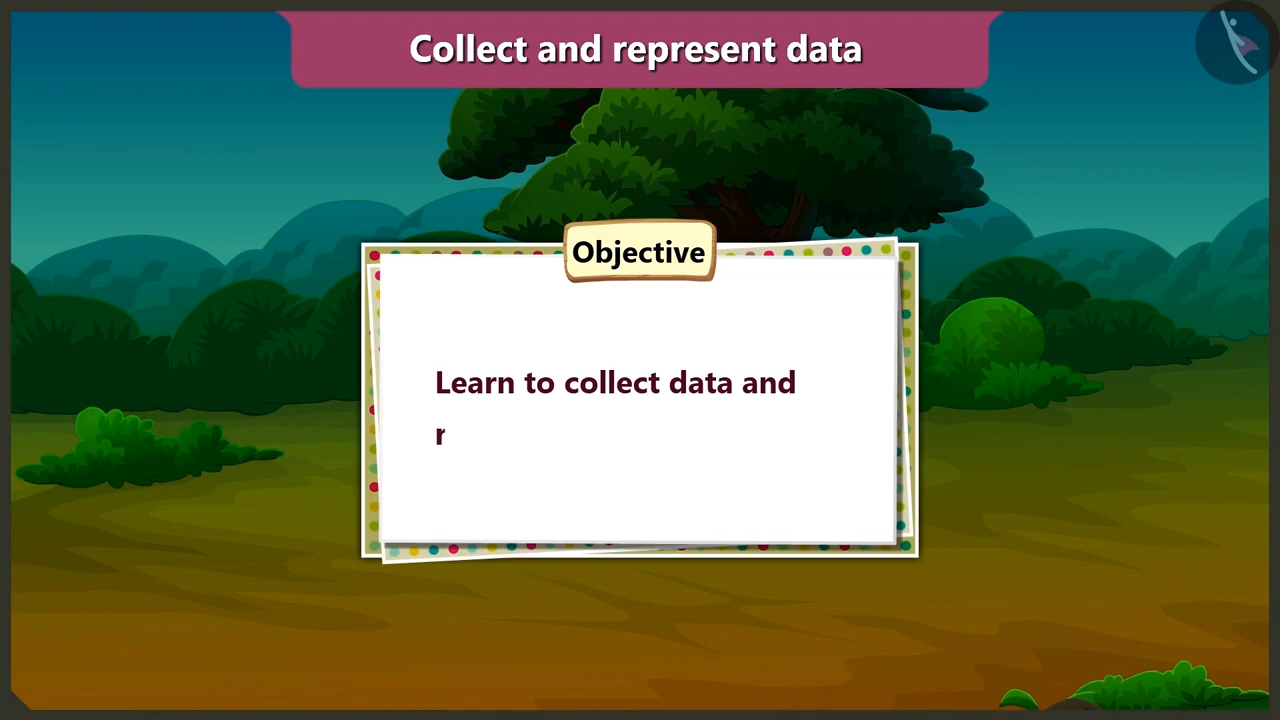 Collect and represent data
Objective
Learn to collect data and
r